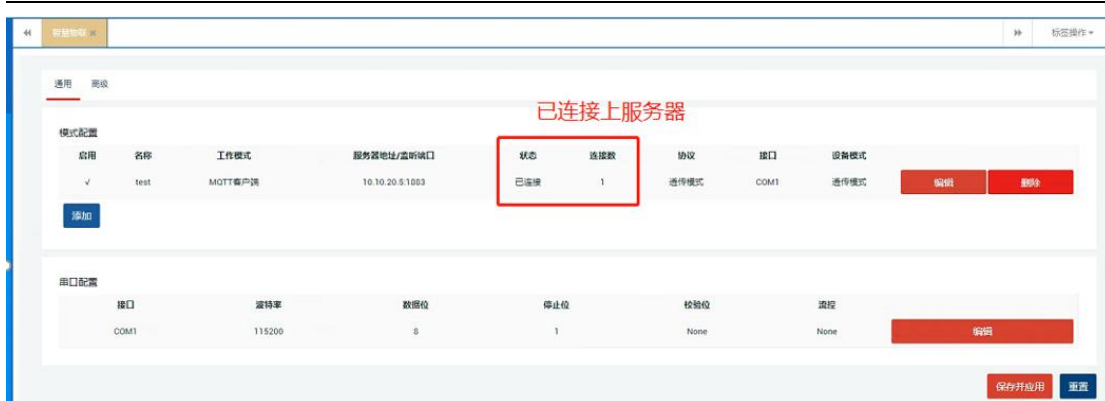 标签操作
通用 高级
已连接上服务器
模式配置
启用 名称 工作模式 服务器地址/监听端口 状态 连接数 协议 接口 设备模式
√ test MQTT客户端 10.10.20.5:1883 已连接 1 透传模式 COM1 透传模式 编辑 删除
添加
串口配置
接口 波特率 数据位 停止位 校验位 流控
COM1 115200 8 1 None None 编辑
保存并应用 重置